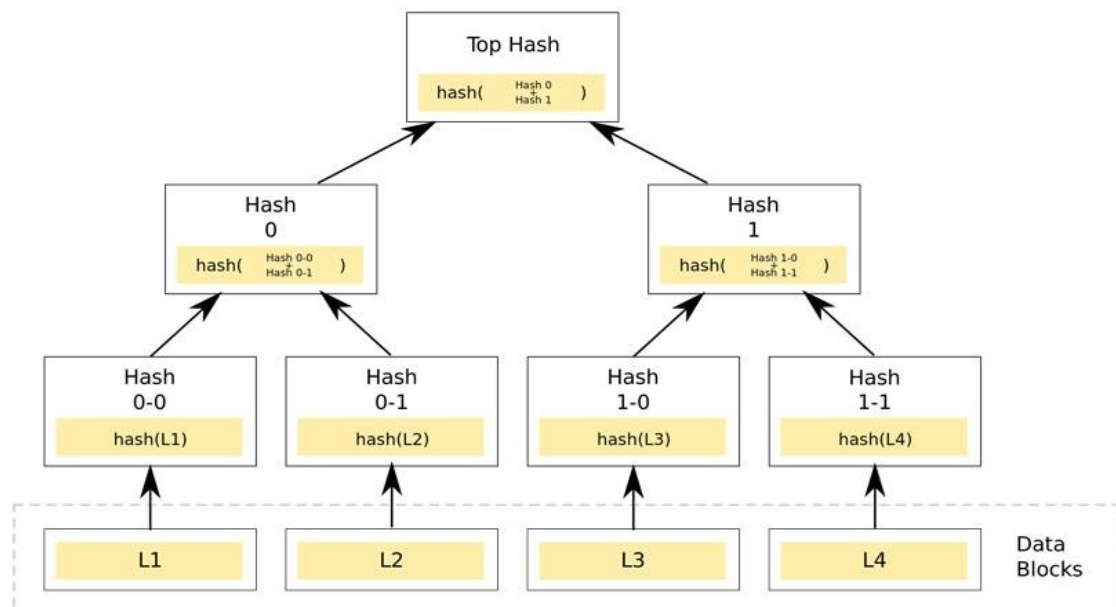 Top Hash
hash( Hash 0
+
Hash 1 )
Hash
0
hash( Hash 0-0
+
Hash 0-1 )
Hash
1
hash( Hash 1-0
+
Hash 1-1 )
Hash
0-0
hash(L1)
Hash
0-1
hash(L2)
Hash
1-0
hash(L3)
Hash
1-1
hash(L4)
L1
L2
L3
L4
Data
Blocks